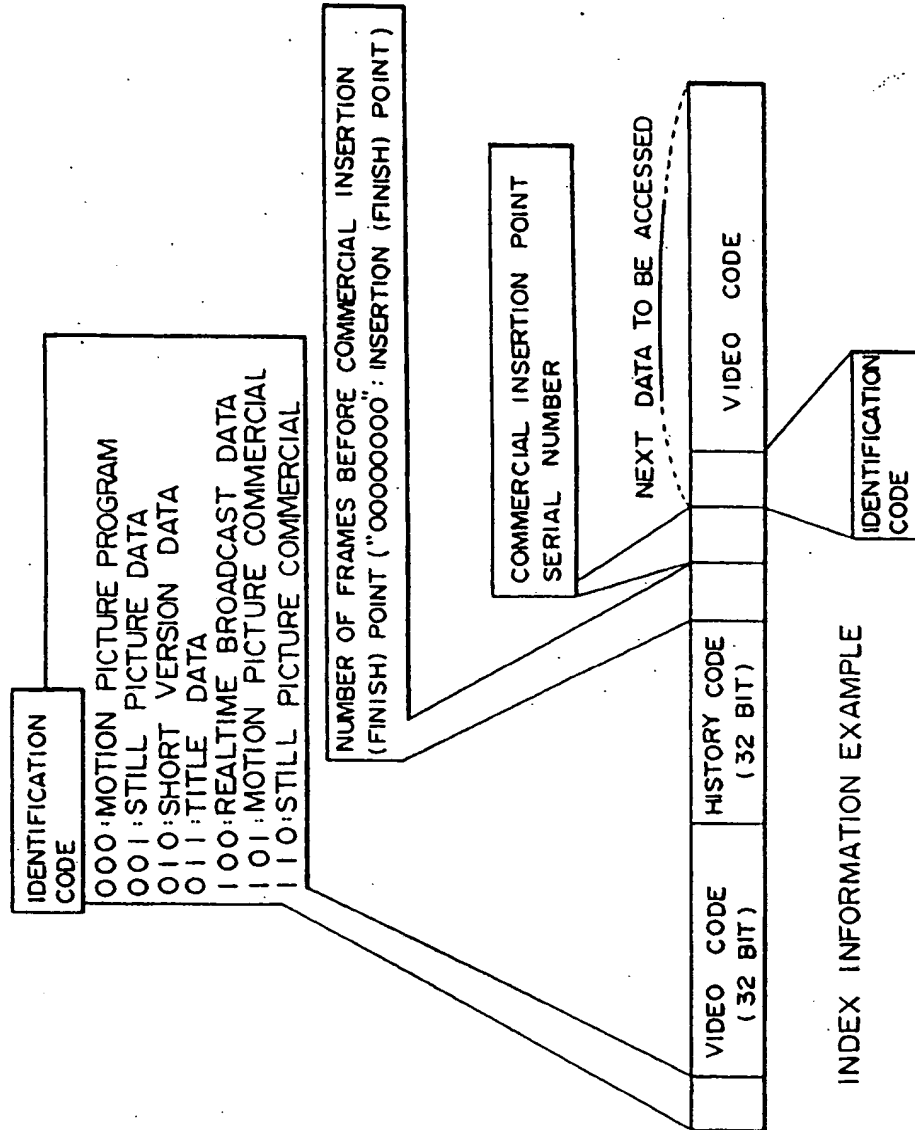 IDENTIFICATION
CODE
000:MOTION PICTURE PROGRAM
001:STILL PICTURE DATA
010:SHORT VERSION DATA
011:TITLE DATA
100:REALTIME BROADCAST DATA
101:MOTION PICTURE COMMERCIAL
110:STILL PICTURE COMMERCIAL
NUMBER OF FRAMES BEFORE COMMERCIAL INSERTION
(FINISH) POINT ("0000000": INSERTION (FINISH) POINT)
COMMERCIAL INSERTION POINT
SERIAL NUMBER
NEXT DATA TO BE ACCESSED
VIDEO CODE
(32 BIT)
HISTORY CODE
(32 BIT)
VIDEO CODE
IDENTIFICATION
CODE
INDEX INFORMATION EXAMPLE